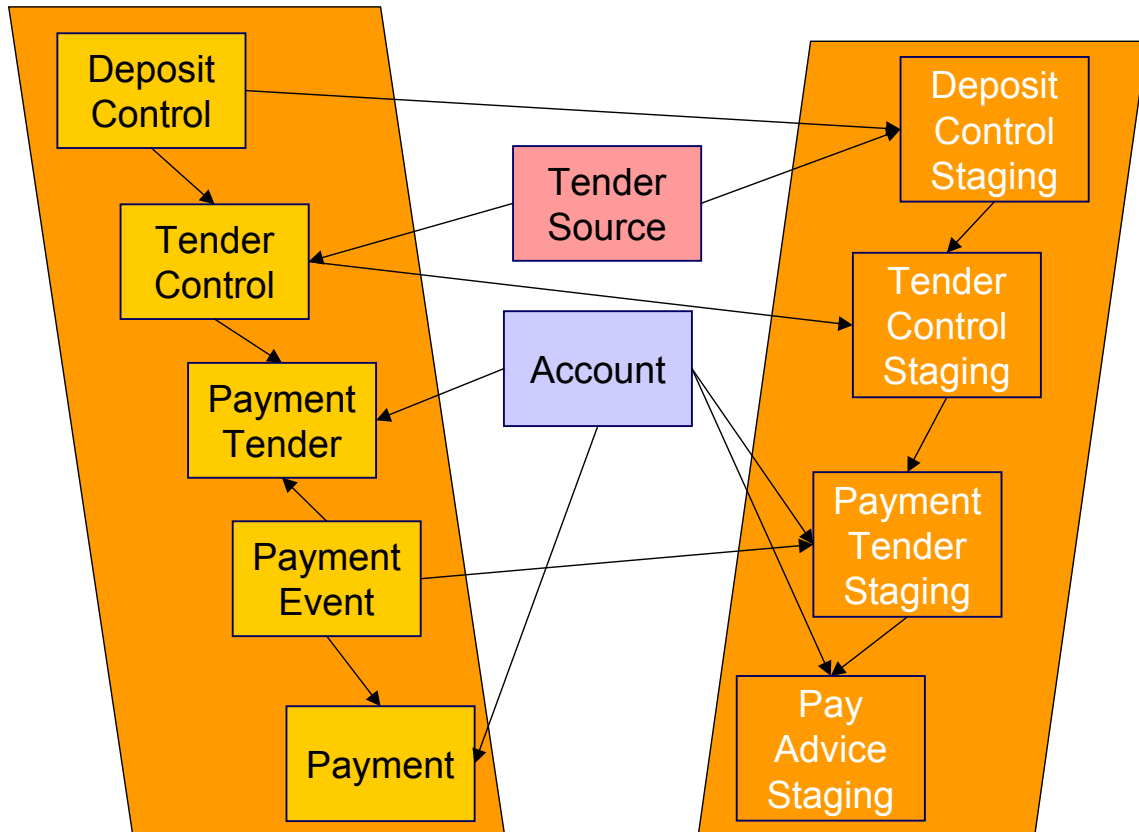 Deposit
Control
Tender
Control
Payment
Tender
Payment
Event
Payment
Tender
Source
Account
Deposit
Control
Staging
Tender
Control
Staging
Payment
Tender
Staging
Pay
Advice
Staging